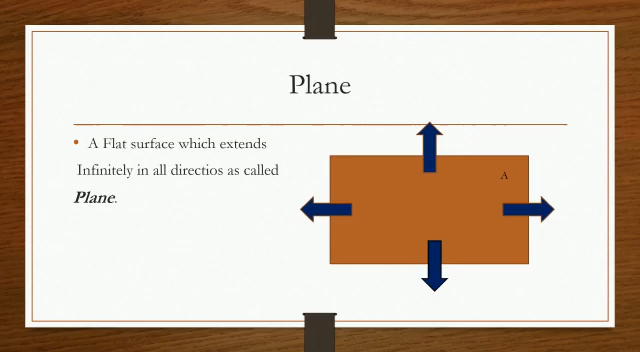 Plane
• A Flat surface which extends
Infinitely in all directios as called
Plane.
A